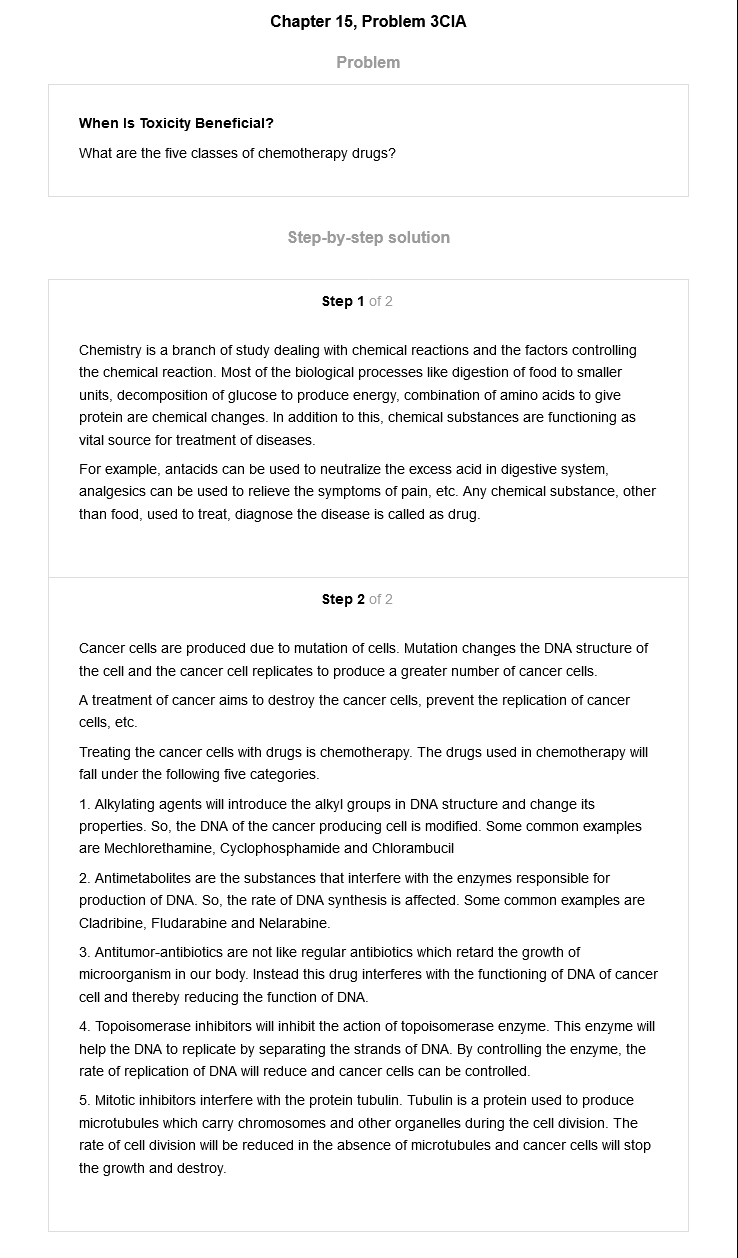 Chapter 15, Problem 3CIA
Problem
When Is Toxicity Beneficial?
What are the five classes of chemotherapy drugs?
Step-by-step solution
Step 1 of 2
Chemistry is a branch of study dealing with chemical reactions and the factors controlling
the chemical reaction. Most of the biological processes like digestion of food to smaller
units, decomposition of glucose to produce energy, combination of amino acids to give
protein are chemical changes. In addition to this, chemical substances are functioning as
vital source for treatment of diseases.
For example, antacids can be used to neutralize the excess acid in digestive system,
analgesics can be used to relieve the symptoms of pain, etc. Any chemical substance, other
than food, used to treat, diagnose the disease is called as drug.
Step 2 of 2
Cancer cells are produced due to mutation of cells. Mutation changes the DNA structure of
the cell and the cancer cell replicates to produce a greater number of cancer cells.
A treatment of cancer aims to destroy the cancer cells, prevent the replication of cancer
cells, etc.
Treating the cancer cells with drugs is chemotherapy. The drugs used in chemotherapy will
fall under the following five categories.
1. Alkylating agents will introduce the alkyl groups in DNA structure and change its
properties. So, the DNA of the cancer producing cell is modified. Some common examples
are Mechlorethamine, Cyclophosphamide and Chlorambucil
2. Antimetabolites are the substances that interfere with the enzymes responsible for
production of DNA. So, the rate of DNA synthesis is affected. Some common examples are
Cladribine, Fludarabine and Nelarabine.
3. Antitumor-antibiotics are not like regular antibiotics which retard the growth of
microorganism in our body. Instead this drug interferes with the functioning of DNA of cancer
cell and thereby reducing the function of DNA.
4. Topoisomerase inhibitors will inhibit the action of topoisomerase enzyme. This enzyme will
help the DNA to replicate by separating the strands of DNA. By controlling the enzyme, the
rate of replication of DNA will reduce and cancer cells can be controlled.
5. Mitotic inhibitors interfere with the protein tubulin. Tubulin is a protein used to produce
microtubules which carry chromosomes and other organelles during the cell division. The
rate of cell division will be reduced in the absence of microtubules and cancer cells will stop
the growth and destroy.